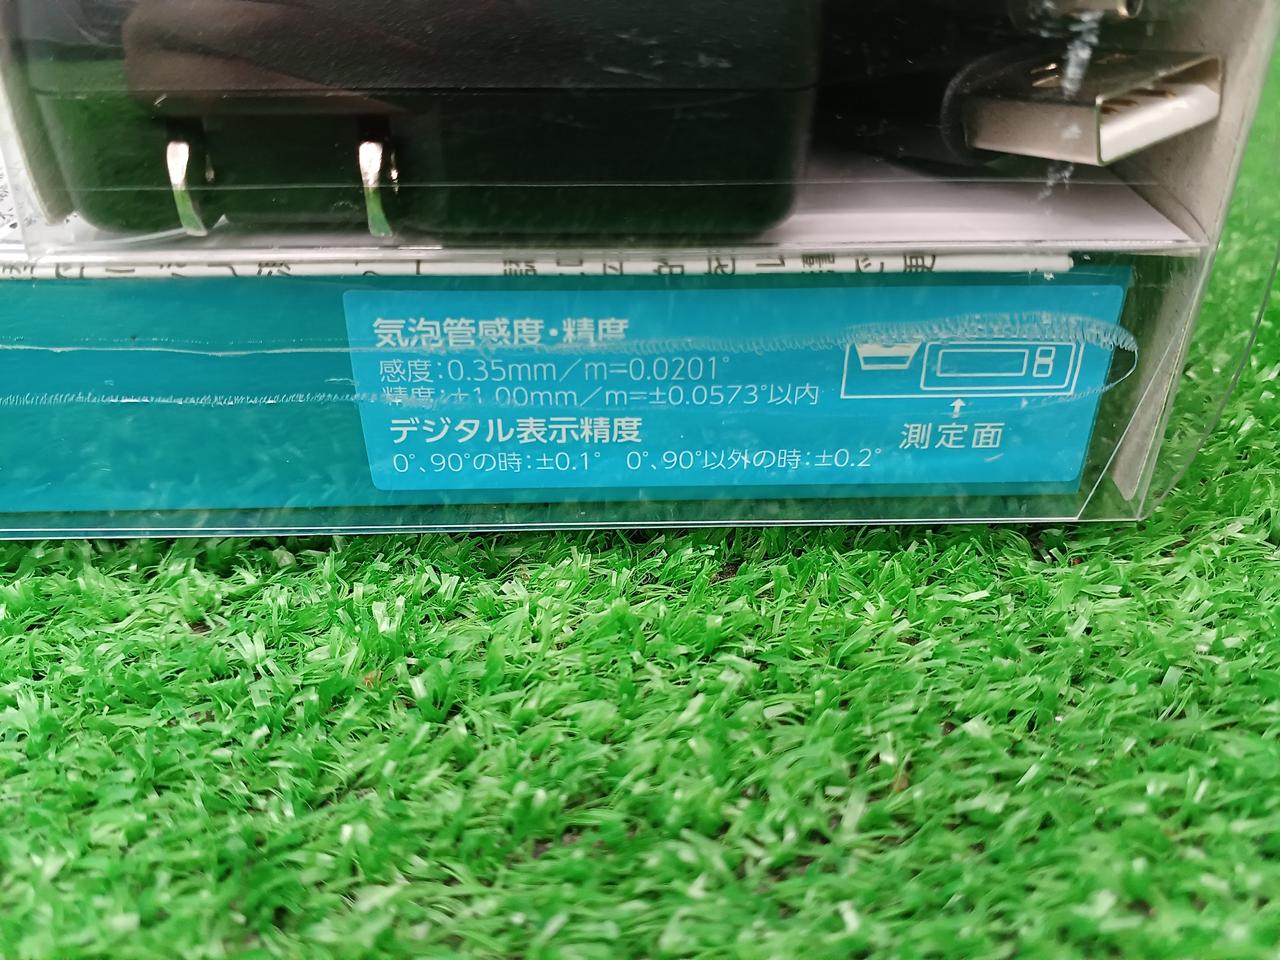 気泡管感度・精度
感度：0.35mm／m=0.0201°
精度：±1.00mm／m=±0.0573°以内
デジタル表示精度
0°、90°の時：±0.1°　0°、90°以外の時：±0.2°
測定面